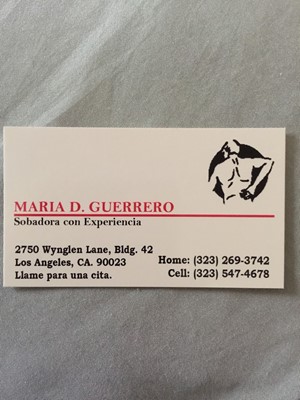 MARIA D. GUERRERO
Sobadora con Experiencia
2750 Wynglen Lane, Bldg. 42
Los Angeles, CA. 90023
Llame para una cita.
Home: (323) 269-3742
Cell: (323) 547-4678